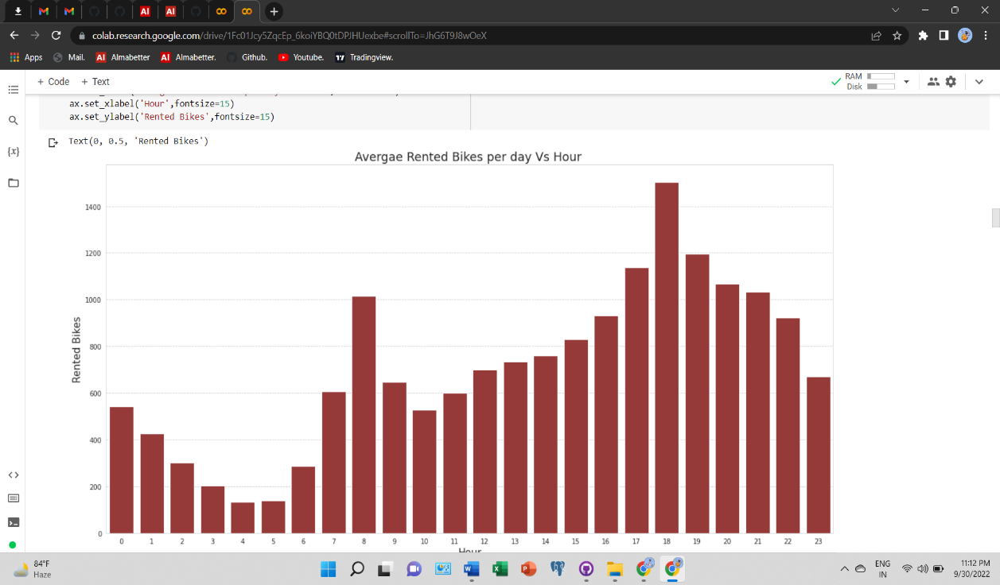 colab.research.google.com/drive/1Fc01Jcy5ZqcEp_6koiYBQ0tDPJHUexbe#scrollTo=JhG6T9J8wOeX
Apps Mail. AI Almabetter AI Almabetter. Github. Youtube. Tradingview.
+ Code + Text RAM
Disk
ax.set_xlabel('Hour',fontsize=15)
ax.set_ylabel('Rented Bikes',fontsize=15)
Text(0, 0.5, 'Rented Bikes')
Avergae Rented Bikes per day Vs Hour
Rented Bikes
1400
1200
1000
800
600
400
200
0
0 1 2 3 4 5 6 7 8 9 10 11 12 13 14 15 16 17 18 19 20 21 22 23
Hour
84°F
Haze
ENG
IN
11:12 PM
9/30/2022